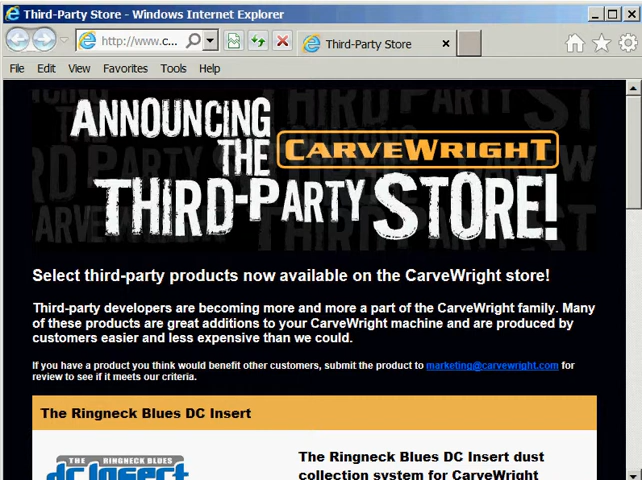 Third-Party Store - Windows Internet Explorer
http://www.c...
Third-Party Store
File Edit View Favorites Tools Help
ANNOUNCING
THE CARVEWRIGHT
THIRD-PARTY STORE!
Select third-party products now available on the CarveWright store!
Third-party developers are becoming more and more a part of the CarveWright family. Many
of these products are great additions to your CarveWright machine and are produced by
customers easier and less expensive than we could.
If you have a product you think would benefit other customers, submit the product to marketing@carvewright.com for
review to see if it meets our criteria.
The Ringneck Blues DC Insert
THE RINGNECK BLUES
dc insert
The Ringneck Blues DC Insert dust
collection system for CarveWright